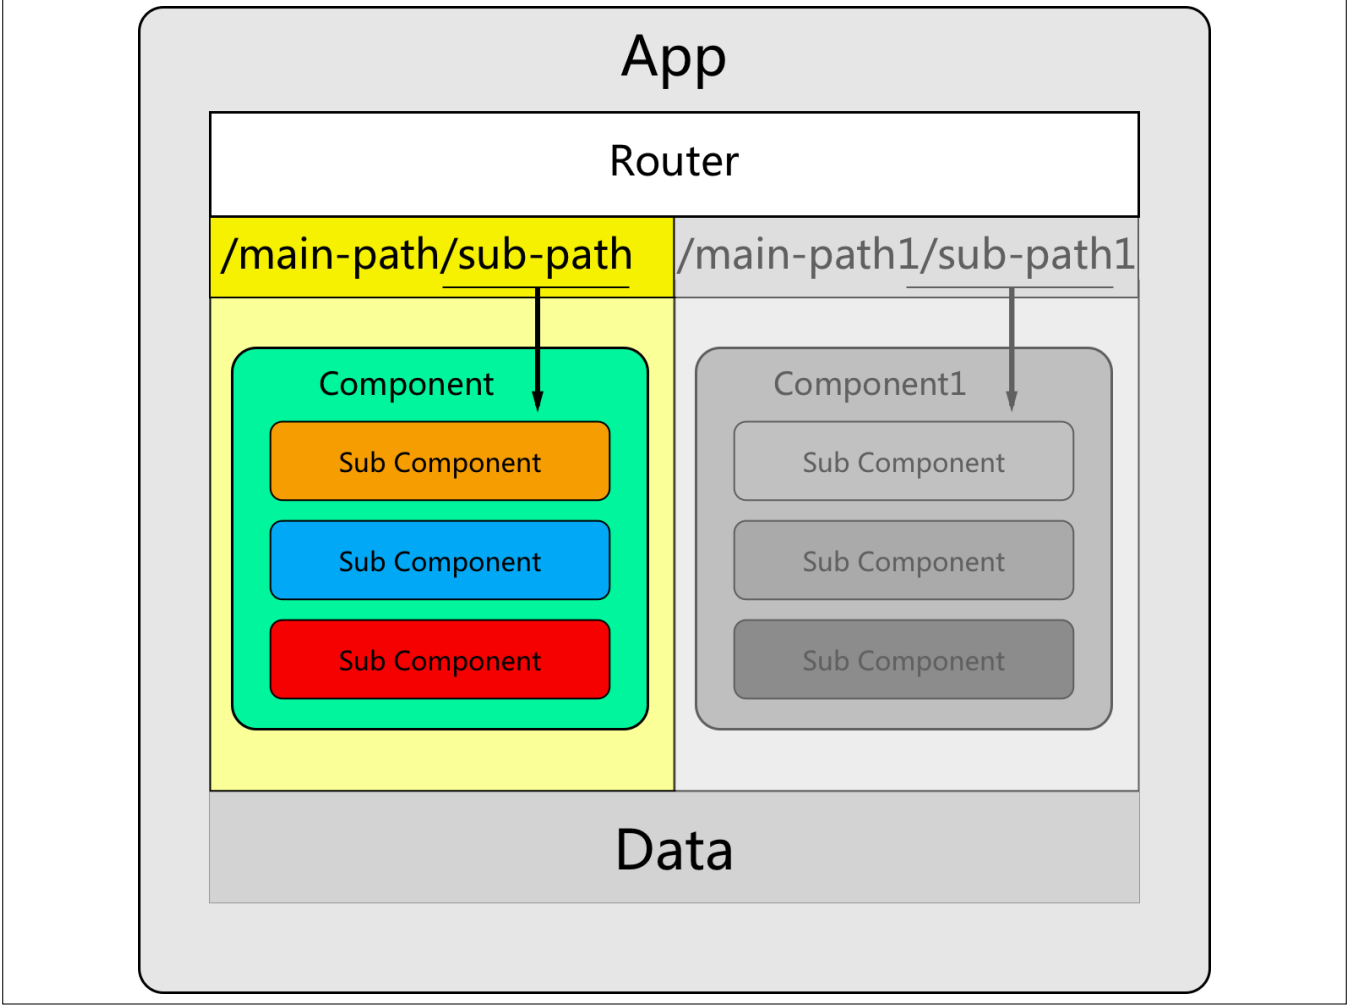 App
Router
/main-path/sub-path
/main-path1/sub-path1
Component
Sub Component
Sub Component
Sub Component
Component1
Sub Component
Sub Component
Sub Component
Data